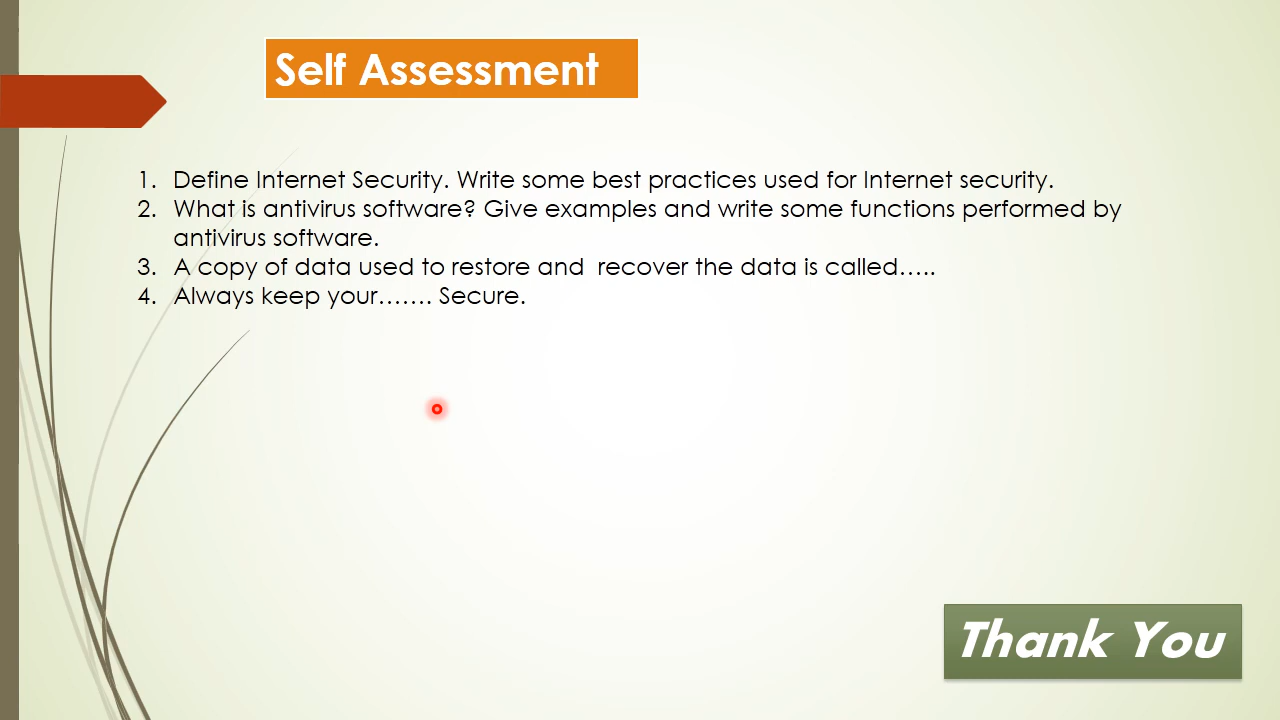 Self Assessment
1. Define Internet Security. Write some best practices used for Internet security.
2. What is antivirus software? Give examples and write some functions performed by
antivirus software.
3. A copy of data used to restore and  recover the data is called…..
4. Always keep your……. Secure.
Thank You